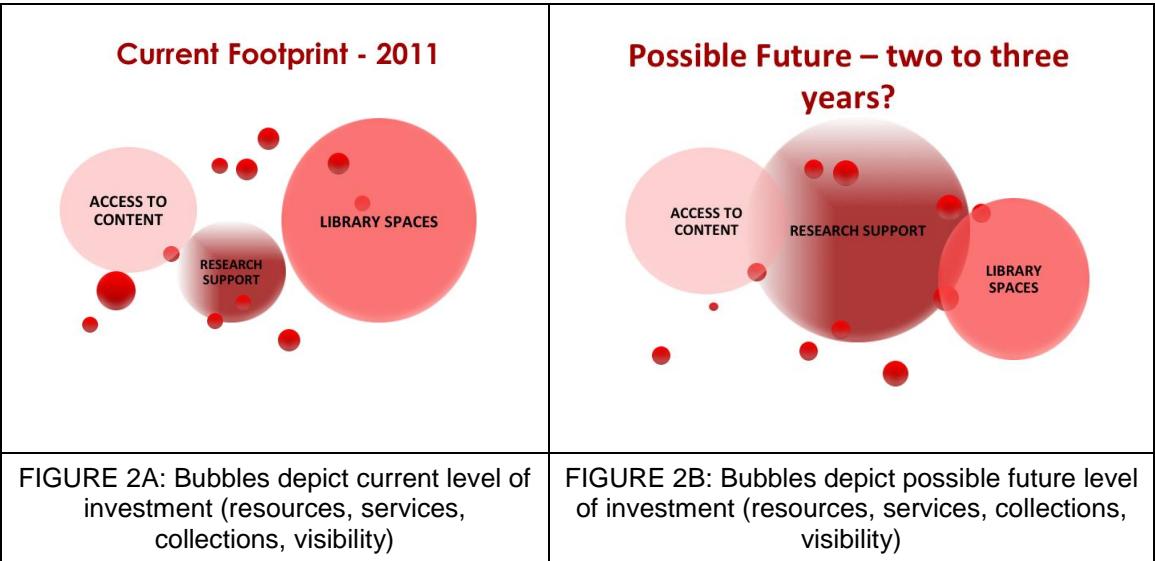 Current Footprint - 2011
ACCESS TO
CONTENT
RESEARCH
SUPPORT
LIBRARY SPACES
FIGURE 2A: Bubbles depict current level of
investment (resources, services,
collections, visibility)
Possible Future – two to three
years?
ACCESS TO
CONTENT
RESEARCH SUPPORT
LIBRARY
SPACES
FIGURE 2B: Bubbles depict possible future level
of investment (resources, services, collections,
visibility)